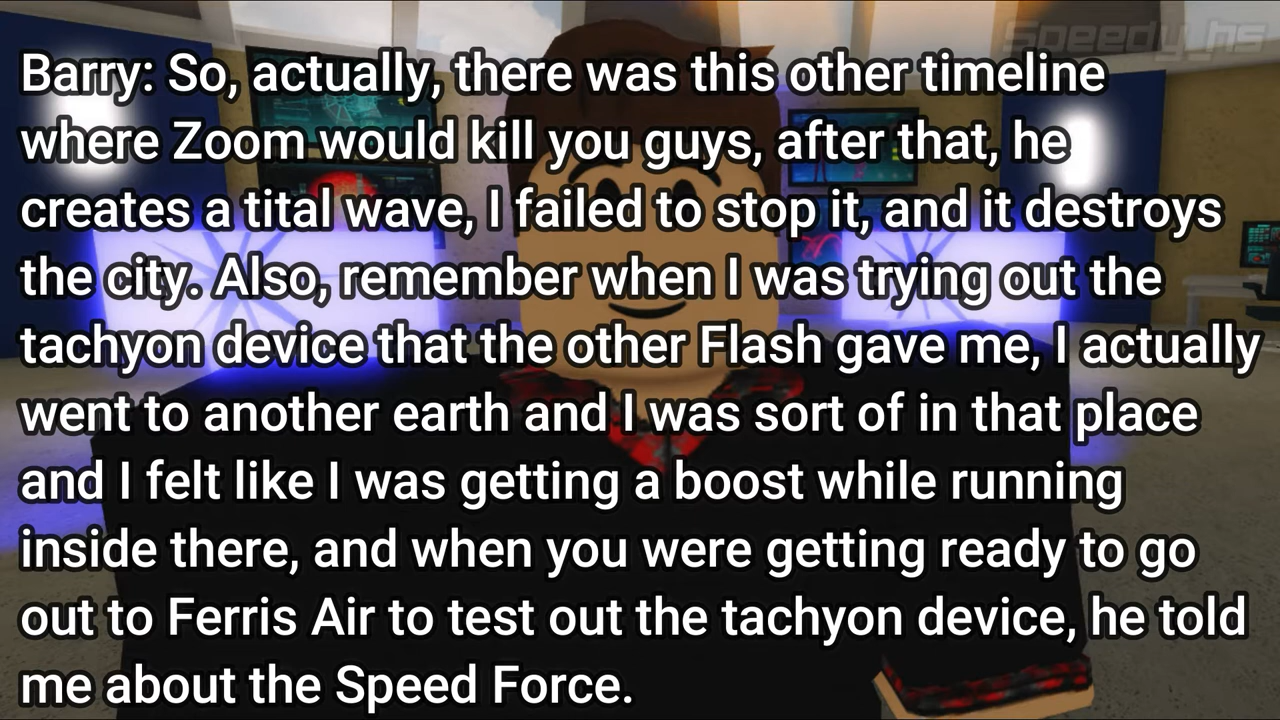 Speedy_hs
Barry: So, actually, there was this other timeline
where Zoom would kill you guys, after that, he
creates a tital wave, I failed to stop it, and it destroys
the city. Also, remember when I was trying out the
tachyon device that the other Flash gave me, I actually
went to another earth and I was sort of in that place
and I felt like I was getting a boost while running
inside there, and when you were getting ready to go
out to Ferris Air to test out the tachyon device, he told
me about the Speed Force.